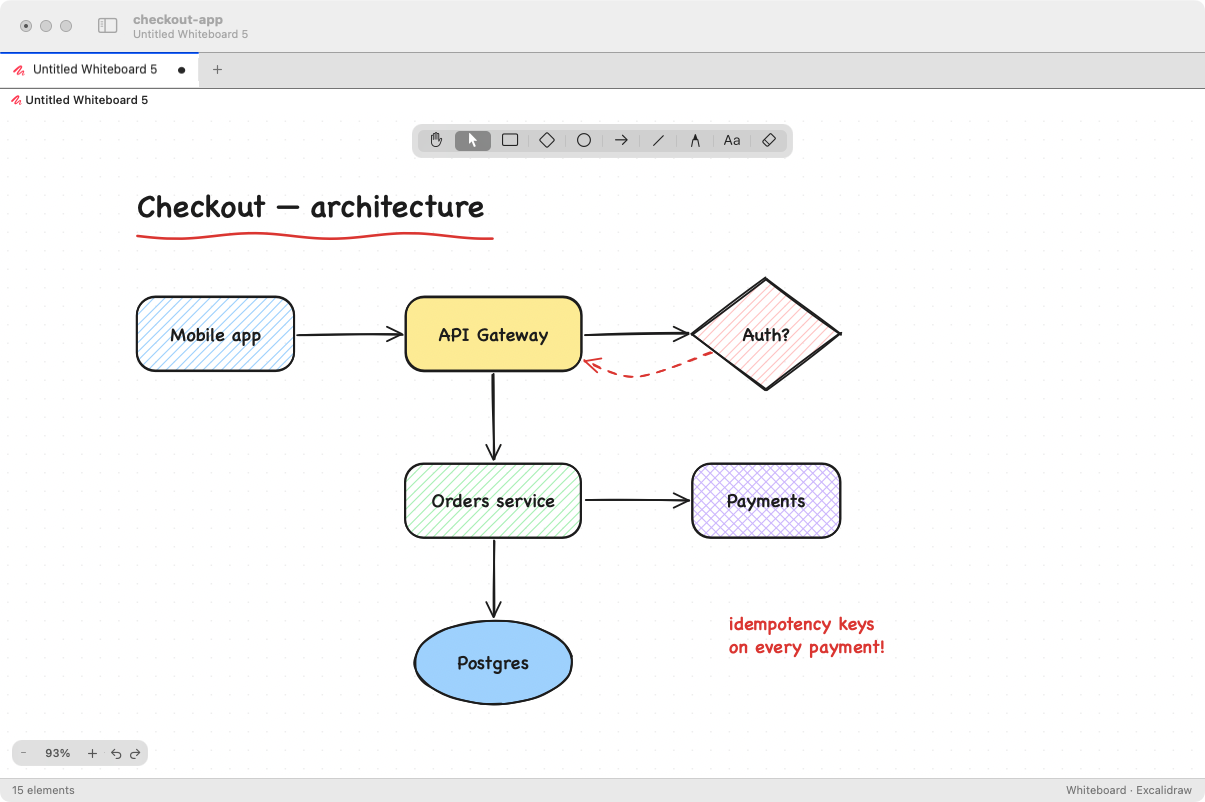 checkout-app
Untitled Whiteboard 5
Untitled Whiteboard 5
Untitled Whiteboard 5
Aa
Checkout — architecture
Mobile app
API Gateway
Auth?
Orders service
Payments
idempotency keys
on every payment!
Postgres
93%
15 elements
Whiteboard · Excalidraw